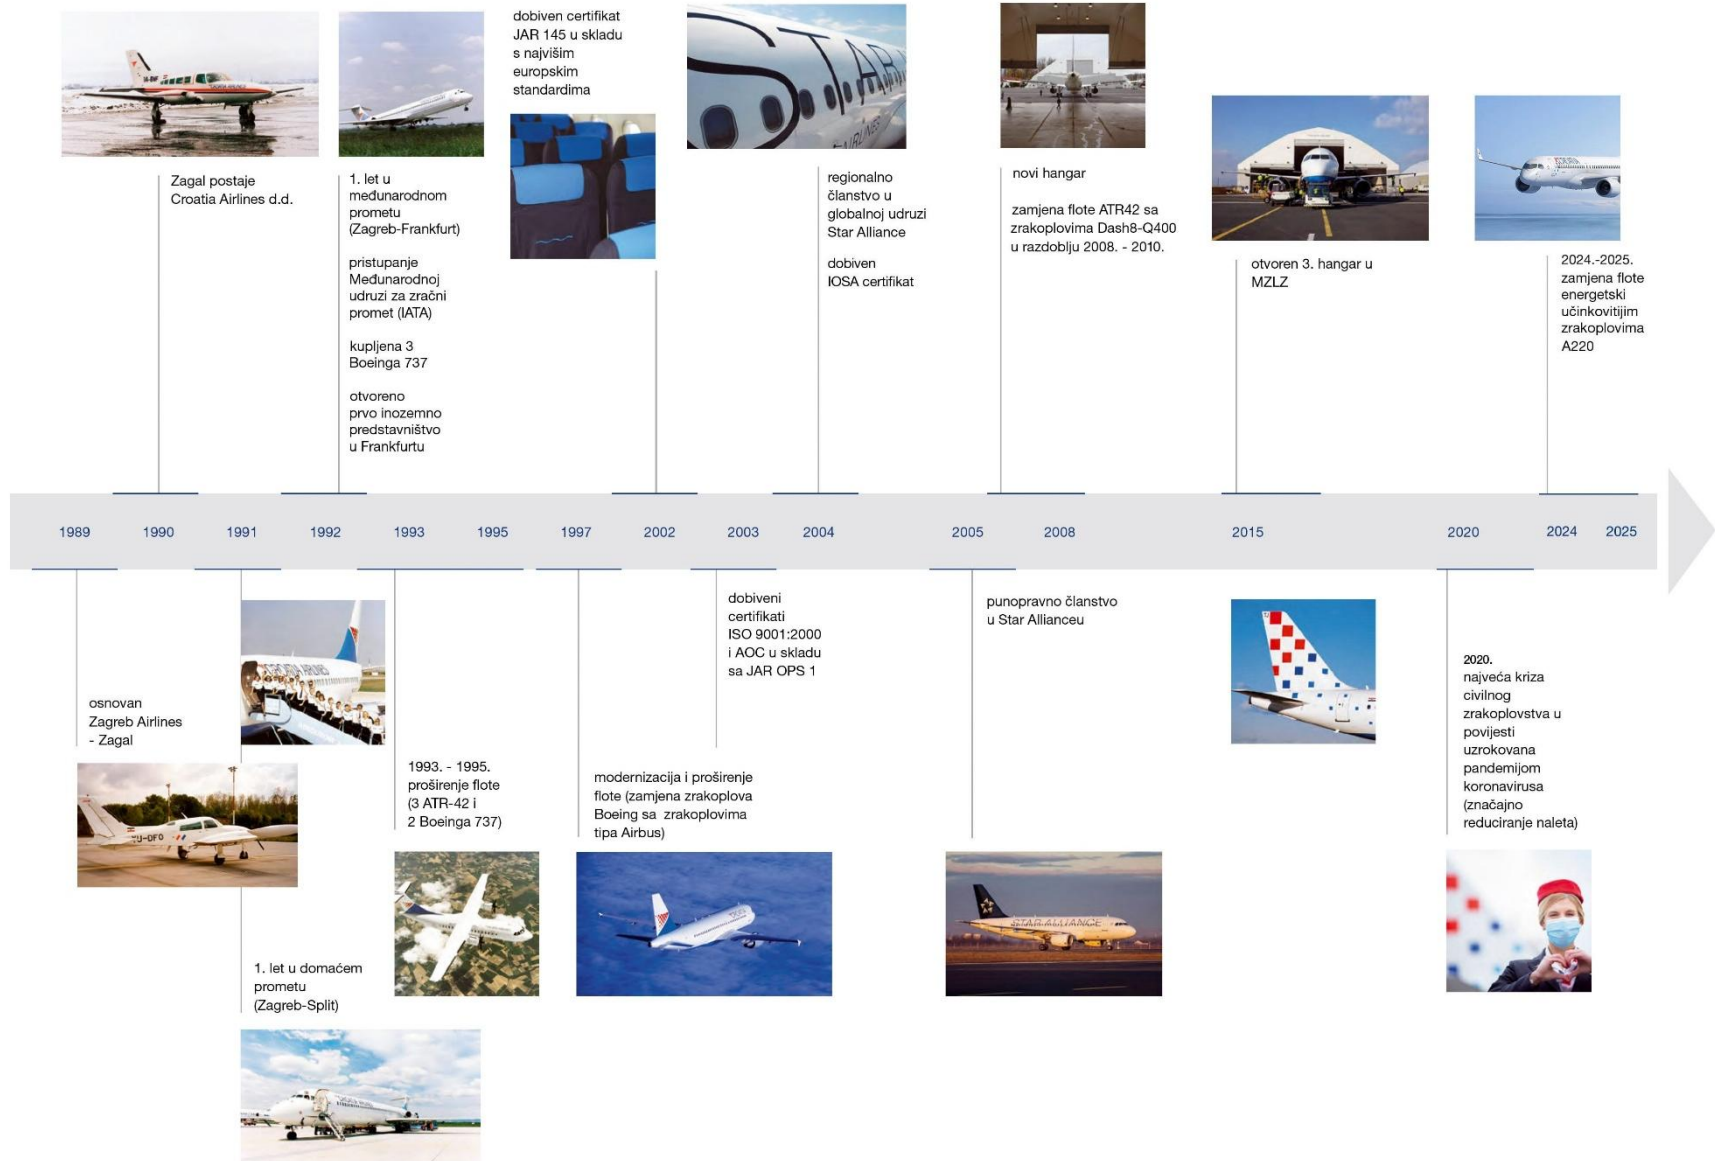 dobiven certifikat
JAR 145 u skladu
s najvišim
europskim
standardima
Zagal postaje
Croatia Airlines d.d.
1. let u
međunarodnom
prometu
(Zagreb-Frankfurt)
pristupanje
Međunarodnoj
udruzi za zračni
promet (IATA)
kupljena 3
Boeinga 737
otvoreno
prvo inozemno
predstavništvo
u Frankfurtu
STAR
AIRLINES
regionalno
članstvo u
globalnoj udruzi
Star Alliance
dobiven
IOSA certifikat
novi hangar
zamjena flote ATR42 sa
zrakoplovima Dash8-Q400
u razdoblju 2008. - 2010.
otvoren 3. hangar u
MZLZ
CROATIA
2024.-2025.
zamjena flote
energetski
učinkovitijim
zrakoplovima
A220
1989
1990
1991
1992
1993
1995
1997
2002
2003
2004
2005
2008
2015
2020
2024
2025
osnovan
Zagreb Airlines
- Zagal
CROATIA AIRLINES
1. let u domaćem
prometu
(Zagreb-Split)
1993. - 1995.
proširenje flote
(3 ATR-42 i
2 Boeinga 737)
modernizacija i proširenje
flote (zamjena zrakoplova
Boeing sa zrakoplovima
tipa Airbus)
dobiveni
certifikati
ISO 9001:2000
i AOC u skladu
sa JAR OPS 1
punopravno članstvo
u Star Allianceu
STAR ALLIANCE
2020.
najveća kriza
civilnog
zrakoplovstva u
povijesti
uzrokovana
pandemijom
koronavirusa
(značajno
reduciranje naleta)